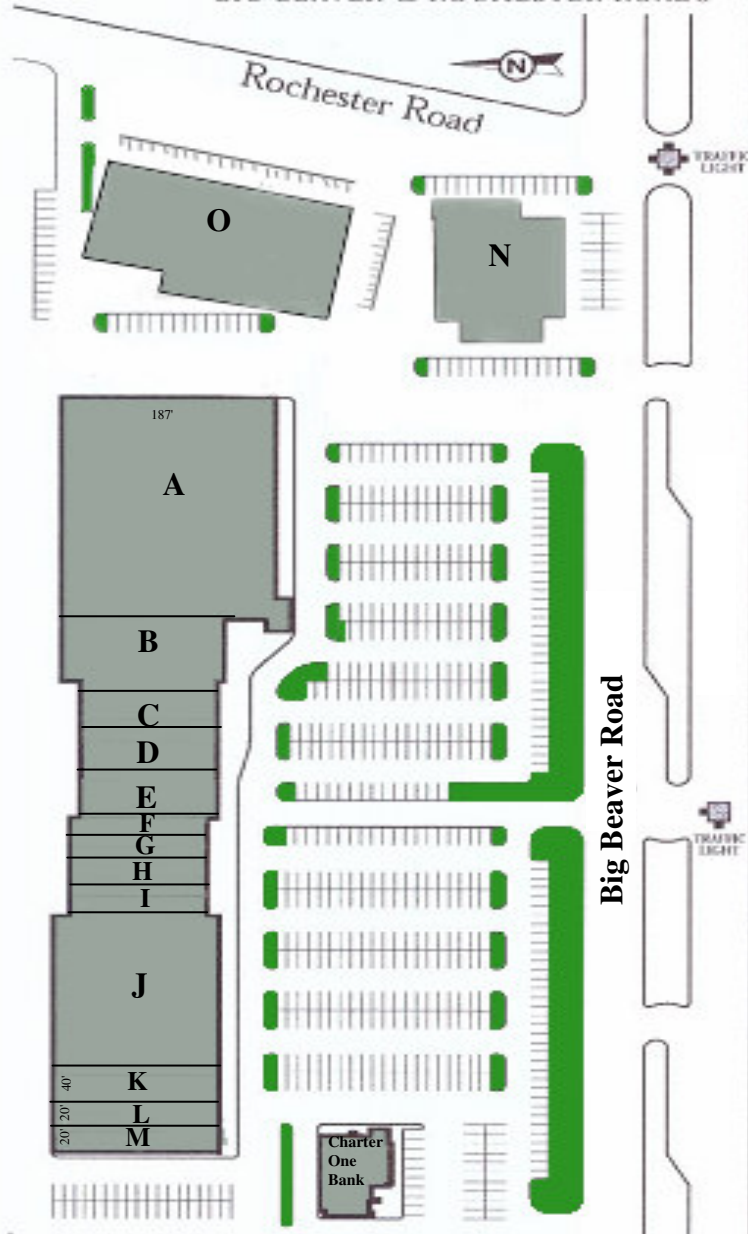 Rochester Road
N
TRAFFIC
LIGHT
O
N
187'
A
B
C
D
E
F
G
H
I
J
K
L
M
40'
20'
20'
Big Beaver Road
TRAFFIC
LIGHT
Charter
One
Bank